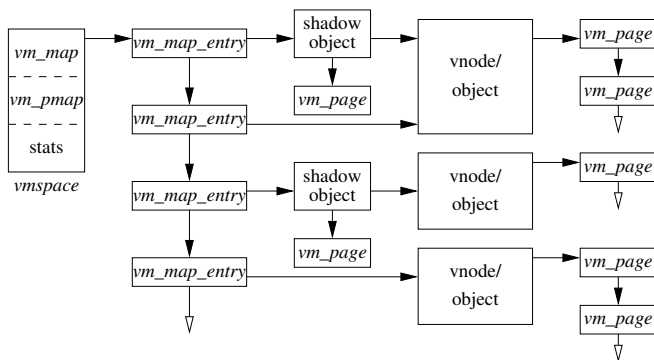 vm_map
vm_pmap
stats
vmspace
vm_map_entry
shadow
object
vm_page
vnode/
object
vm_page
vm_page
vm_map_entry
vm_map_entry
shadow
object
vm_page
vnode/
object
vm_page
vm_map_entry
vnode/
object
vm_page
vm_page